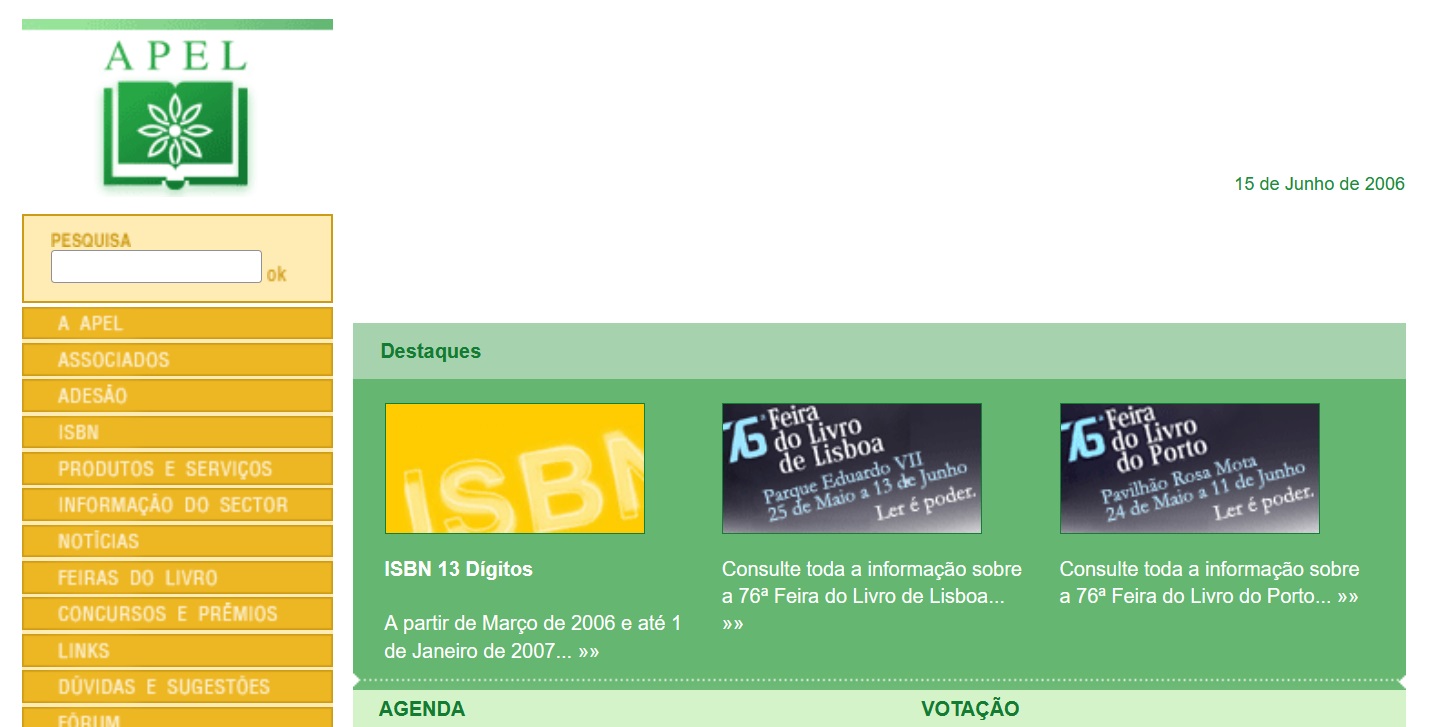 APEL
15 de Junho de 2006
PESQUISA
ok
A APEL
ASSOCIADOS
ADESÃO
ISBN
PRODUTOS E SERVIÇOS
INFORMAÇÃO DO SECTOR
NOTÍCIAS
FEIRAS DO LIVRO
CONCURSOS E PRÊMIOS
LINKS
DÚVIDAS E SUGESTÕES
FÓRUM
Destaques
ISBN
ISBN 13 Dígitos
A partir de Março de 2006 e até 1
de Janeiro de 2007... »»
76ª Feira
do Livro
de Lisboa
Parque Eduardo VII
25 de Maio a 13 de Junho
Ler é poder.
Consulte toda a informação sobre
a 76ª Feira do Livro de Lisboa...
»»
76ª Feira
do Livro
do Porto
Pavilhão Rosa Mota
24 de Maio a 11 de Junho
Ler é poder.
Consulte toda a informação sobre
a 76ª Feira do Livro do Porto... »»
AGENDA
VOTAÇÃO